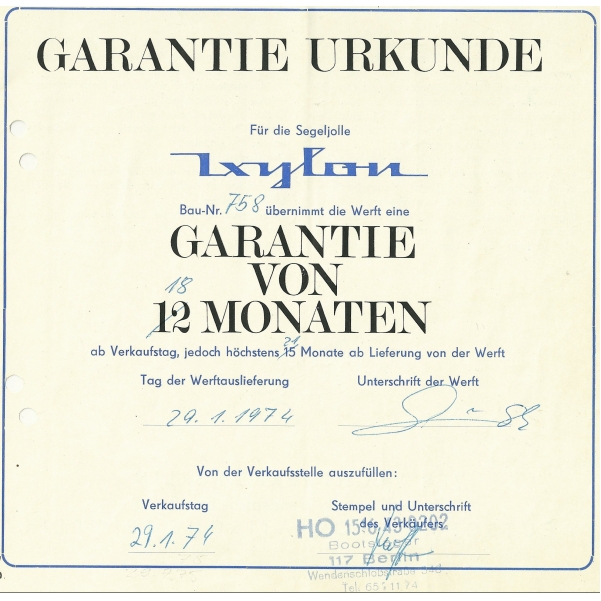 GARANTIE URKUNDE
Für die Segeljolle
Ixylon
Bau-Nr. 758 übernimmt die Werft eine
GARANTIE
VON
18
12 MONATEN
21
ab Verkaufstag, jedoch höchstens 15 Monate ab Lieferung von der Werft
Tag der Werftauslieferung Unterschrift der Werft
29.1.1974
Von der Verkaufsstelle auszufüllen:
Verkaufstag Stempel und Unterschrift
des Verkäufers
29.1.74
HO
117 Berlin